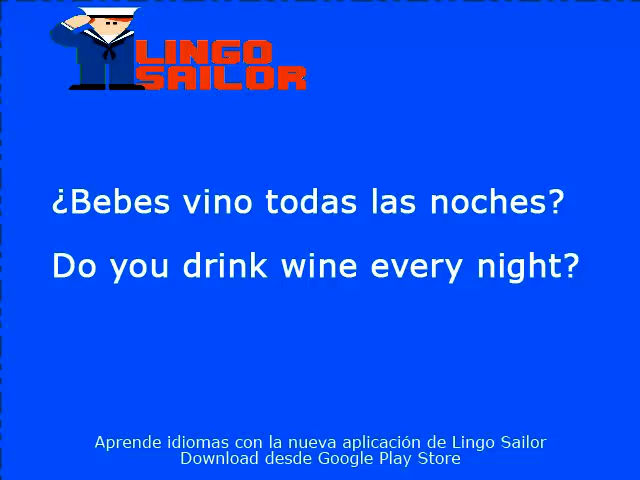 LINGO
SAILOR
¿Bebes vino todas las noches?
Do you drink wine every night?
Aprende idiomas con la nueva aplicación de Lingo Sailor
Download desde Google Play Store